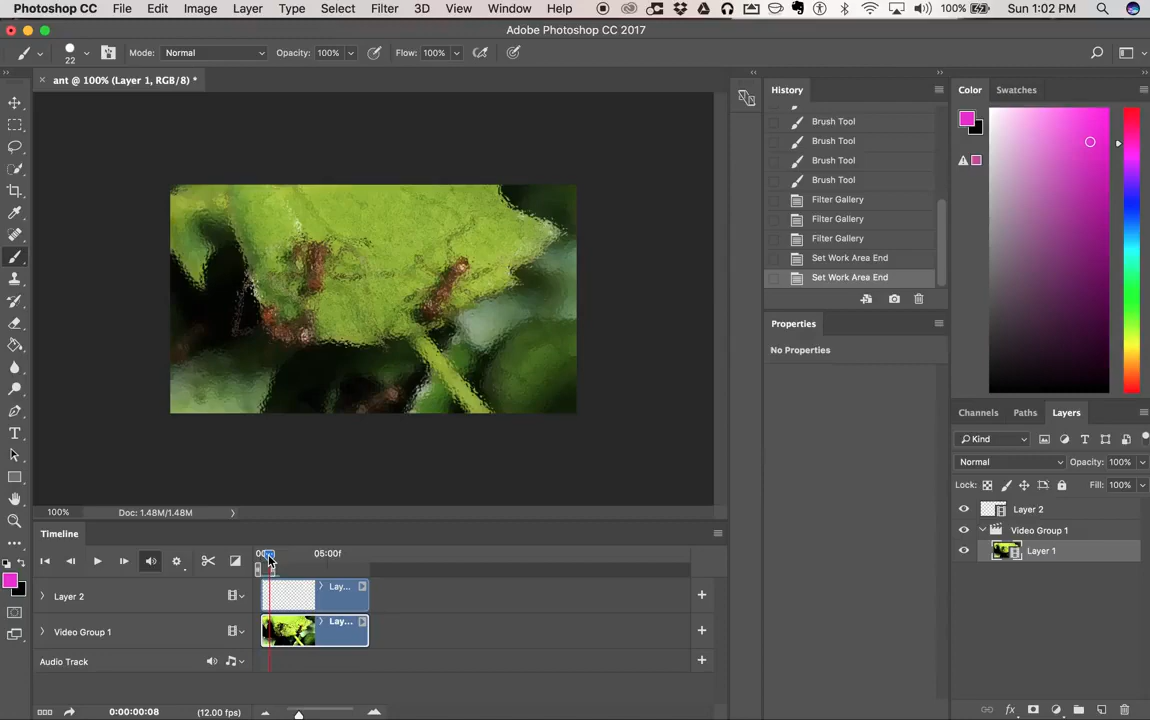 Photoshop CC File Edit Image Layer Type Select Filter 3D View Window Help 100% Sun 1:02 PM
Adobe Photoshop CC 2017
22 Mode: Normal Opacity: 100% Flow: 100%
ant @ 100% (Layer 1, RGB/8) *
History
Brush Tool
Brush Tool
Brush Tool
Brush Tool
Filter Gallery
Filter Gallery
Filter Gallery
Set Work Area End
Set Work Area End
Properties
No Properties
Color Swatches
Channels Paths Layers
Kind
Normal Opacity: 100%
Lock: Fill: 100%
Layer 2
Video Group 1
Layer 1
100% Doc: 1.48M/1.48M
Timeline
05:00f
Layer 2 Lay...
Video Group 1 Lay...
Audio Track
0:00:00:08 (12.00 fps)